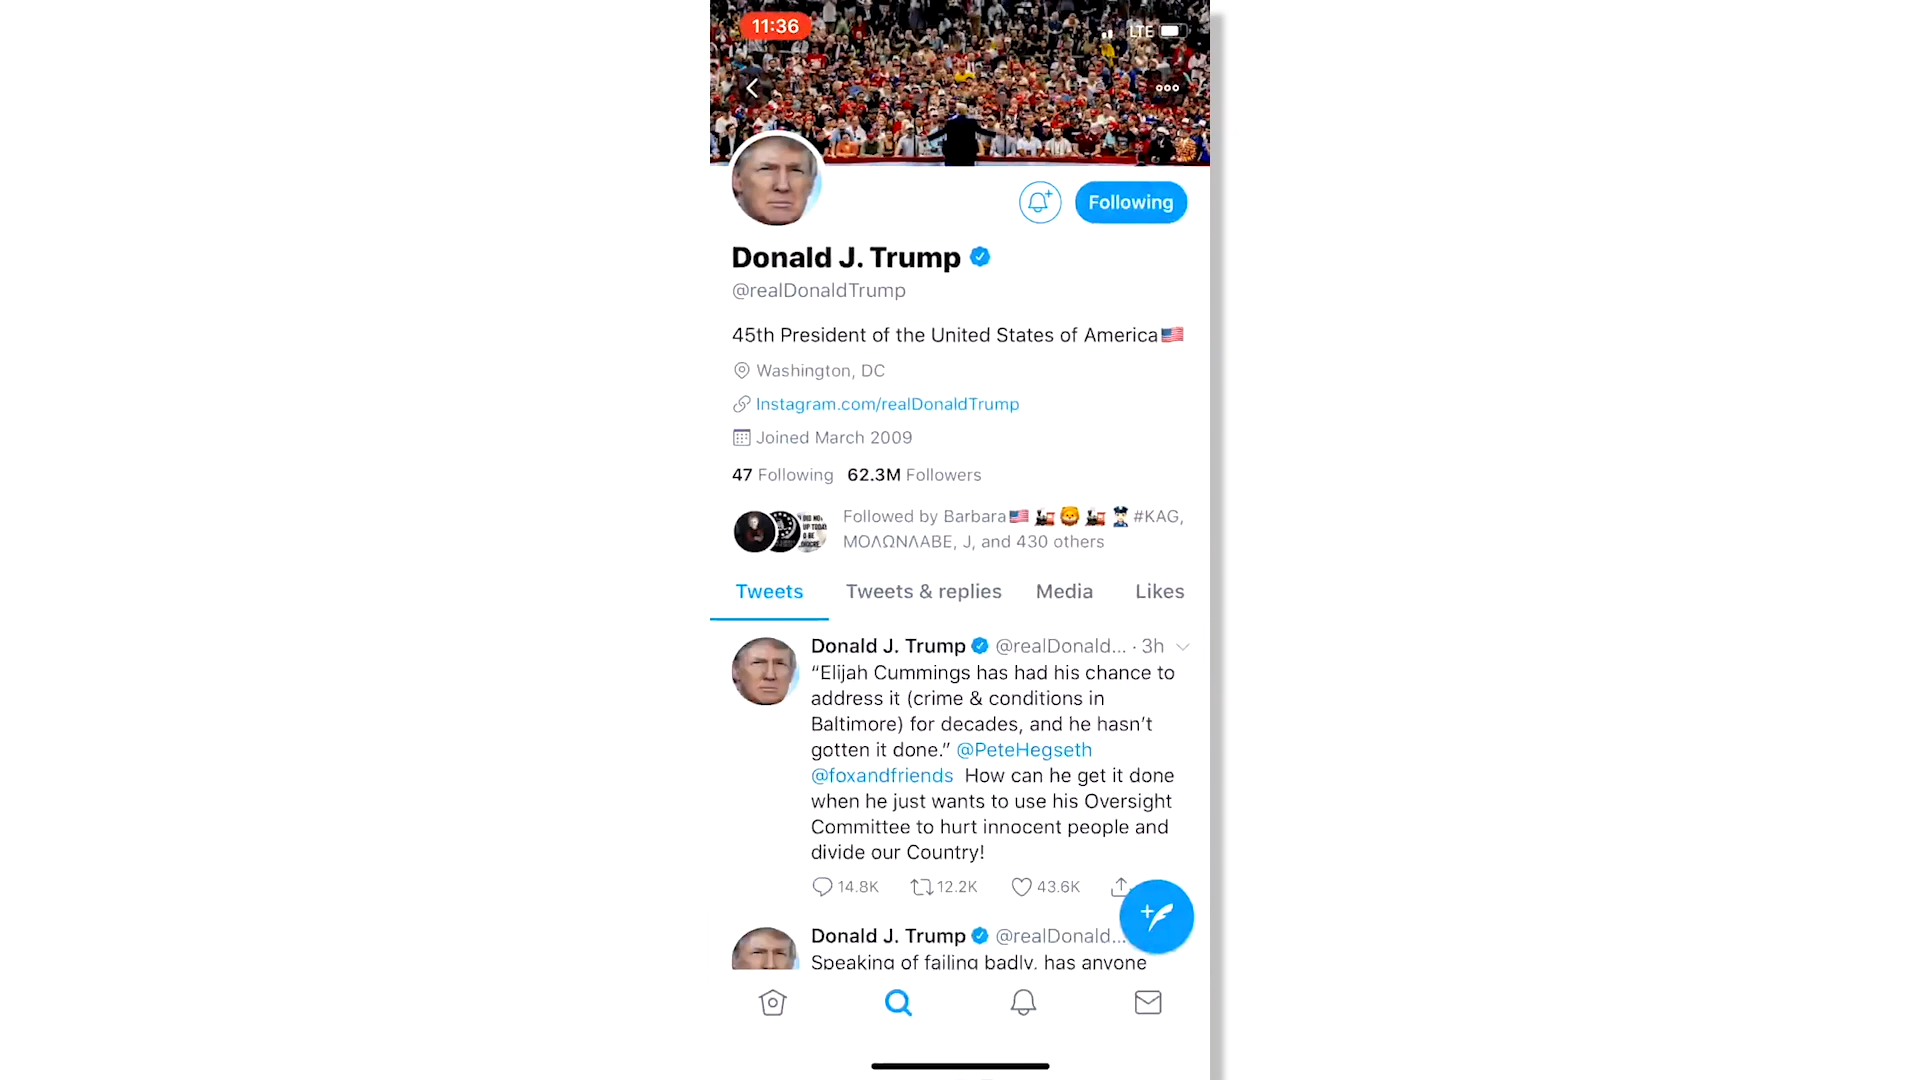 11:36
LTE
Following
Donald J. Trump
@realDonaldTrump
45th President of the United States of America🇺🇸
Washington, DC
Instagram.com/realDonaldTrump
Joined March 2009
47 Following 62.3M Followers
Followed by Barbara🇺🇸🚂🦁🚂👮🏻#KAG,
ΜΟΛΩΝΛΑΒΕ, J, and 430 others
Tweets Tweets & replies Media Likes
Donald J. Trump @realDonald... · 3h
“Elijah Cummings has had his chance to
address it (crime & conditions in
Baltimore) for decades, and he hasn’t
gotten it done.” @PeteHegseth
@foxandfriends How can he get it done
when he just wants to use his Oversight
Committee to hurt innocent people and
divide our Country!
14.8K 12.2K 43.6K
Donald J. Trump @realDonald...
Speaking of failing badly, has anyone